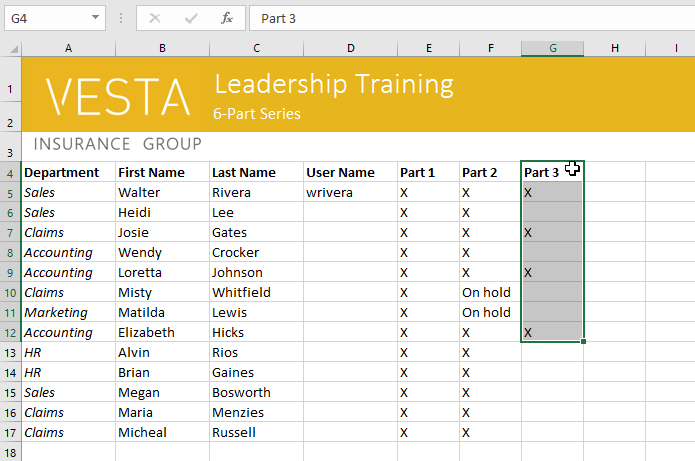 G4 fx Part 3
A B C D E F G H I
1 VESTA Leadership Training
2 6-Part Series
3 INSURANCE GROUP
4 Department First Name Last Name User Name Part 1 Part 2 Part 3
5 Sales Walter Rivera wrivera X X X
6 Sales Heidi Lee X X
7 Claims Josie Gates X X X
8 Accounting Wendy Crocker X X
9 Accounting Loretta Johnson X X X
10 Claims Misty Whitfield X On hold
11 Marketing Matilda Lewis X On hold
12 Accounting Elizabeth Hicks X X X
13 HR Alvin Rios X X
14 HR Brian Gaines X X
15 Sales Megan Bosworth X X
16 Claims Maria Menzies X X
17 Claims Micheal Russell X X
18